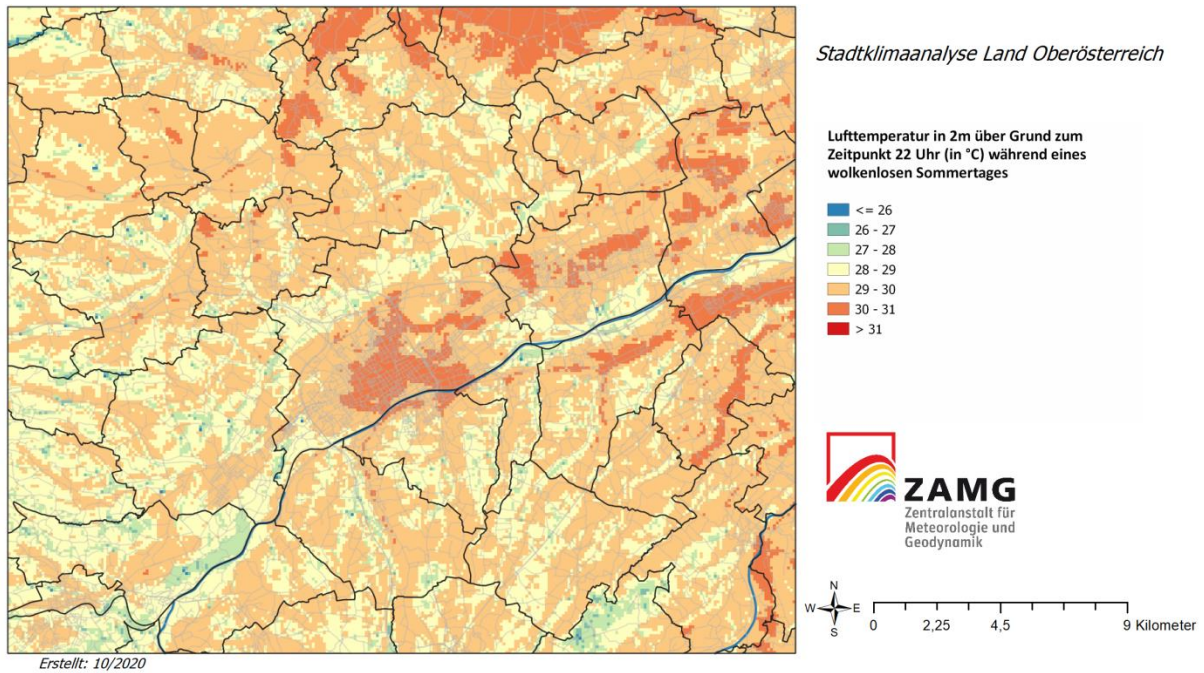 Stadtklimaanalyse Land Oberösterreich
Lufttemperatur in 2m über Grund zum
Zeitpunkt 22 Uhr (in °C) während eines
wolkenlosen Sommertages
<= 26
26 - 27
27 - 28
28 - 29
29 - 30
30 - 31
> 31
ZAMG
Zentralanstalt für
Meteorologie und
Geodynamik
N
W E
S
0 2,25 4,5 9 Kilometer
Erstellt: 10/2020